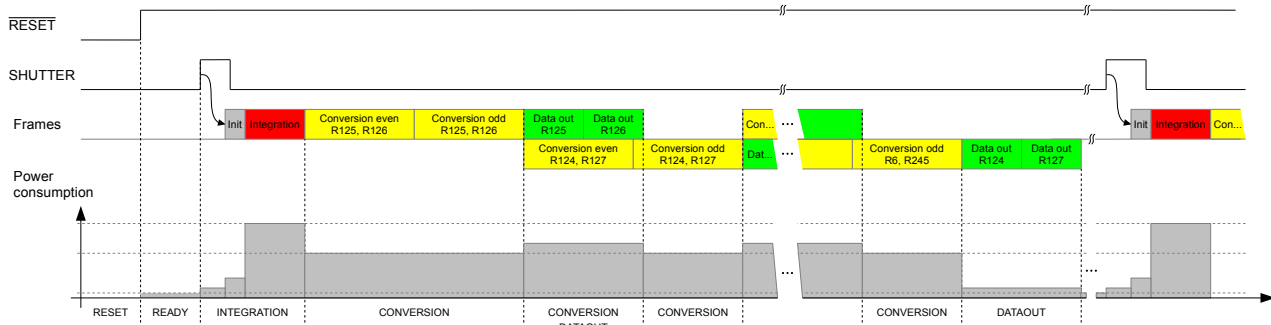 RESET
SHUTTER
Frames
Init
Integration
Conversion even
R125, R126
Conversion odd
R125, R126
Data out
R125
Data out
R126
Con...
...
Init
Integration
Con...
Conversion even
R124, R127
Conversion odd
R124, R127
Dat...
...
Conversion odd
R6, R245
Data out
R124
Data out
R127
Power
consumption
...
...
RESET
READY
INTEGRATION
CONVERSION
CONVERSION
DATAOUT
CONVERSION
CONVERSION
DATAOUT